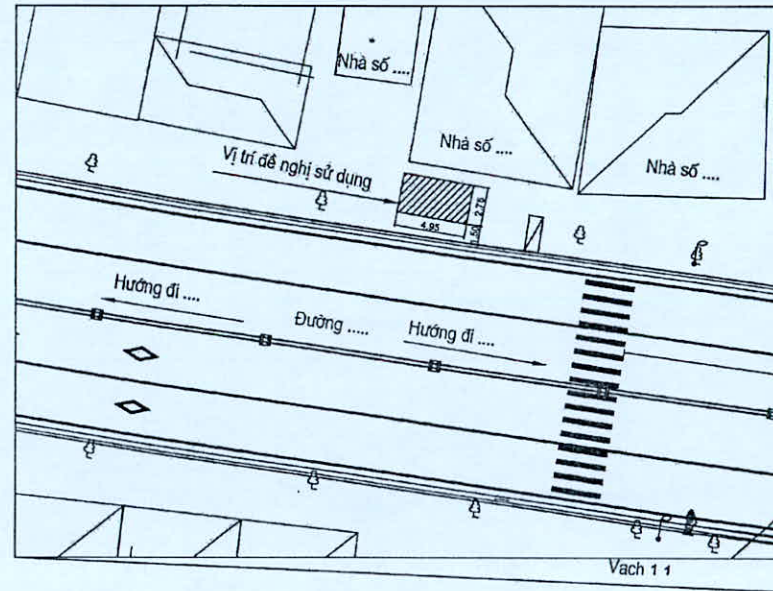 Nhà số ....
Nhà số ....
Nhà số ....
Vị trí đề nghị sử dụng
4.95
2.75
1.50
Hướng đi ....
Đường .....
Hướng đi ....
Vạch 1 1